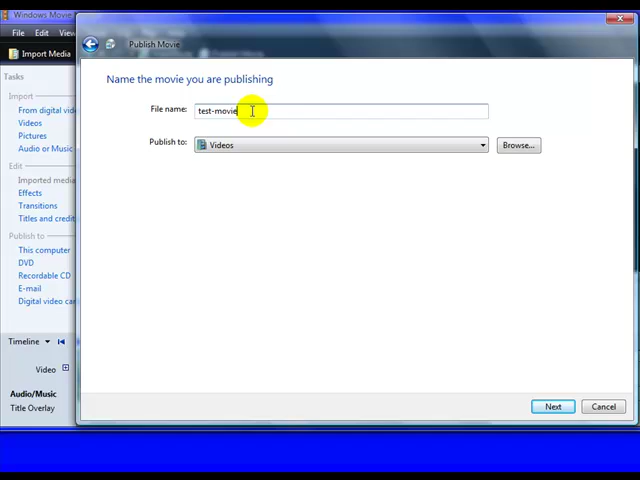 Windows Movie
Publish Movie
File
Edit
View
Import Media
Tasks
Import
From digital vide
Videos
Pictures
Audio or Music
Edit
Imported media
Effects
Transitions
Titles and credit
Publish to
This computer
DVD
Recordable CD
E-mail
Digital video ca
Timeline
Video
Audio/Music
Title Overlay
Name the movie you are publishing
File name: test-movie
Publish to: Videos Browse...
Next Cancel